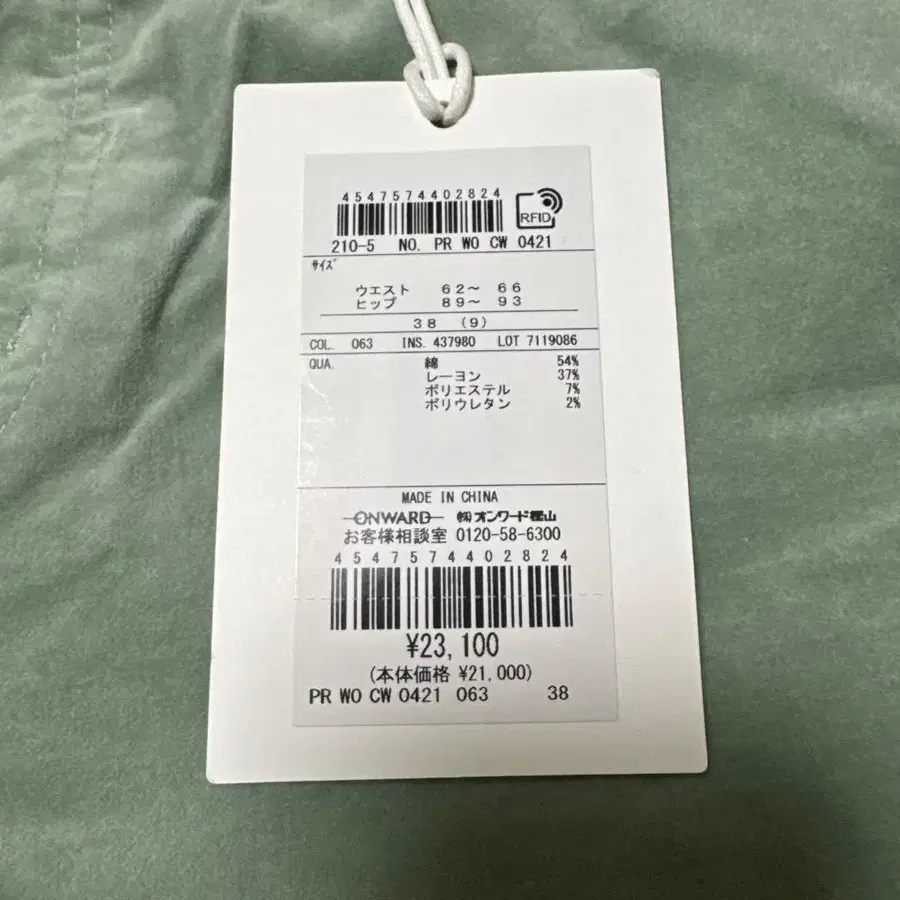 4547574402824
RFID
210-5 NO. PR WO CW 0421
ｻｲｽﾞ
ウエスト 62～ 66
ヒップ 89～ 93
38 (9)
COL. 063 INS. 437980 LOT 7119086
QUA. 綿 54%
レーヨン 37%
ポリエステル 7%
ポリウレタン 2%
MADE IN CHINA
ONWARD ㈱オンワード樫山
お客様相談室 0120-58-6300
4547574402824
¥23,100
(本体価格 ¥21,000)
PR WO CW 0421 063 38